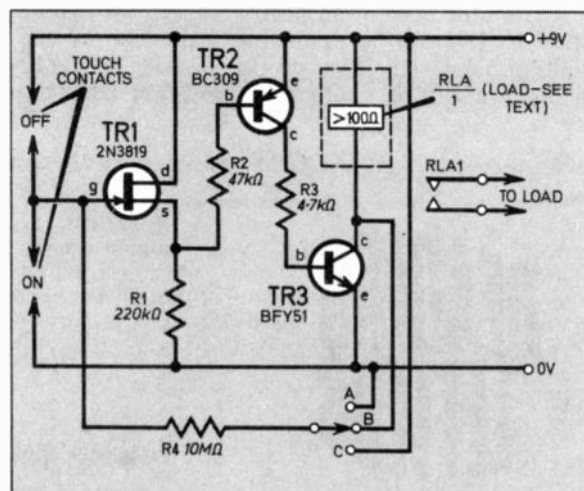 +9V
TOUCH
CONTACTS
OFF
TR1
2N3819
d
g
s
TR2
BC309
e
b
c
R2
47kΩ
R3
4·7kΩ
>100Ω
RLA
1
(LOAD-SEE
TEXT)
RLA1
TO LOAD
ON
R1
220kΩ
b
c
e
TR3
BFY51
0V
A
B
C
R4 10MΩ